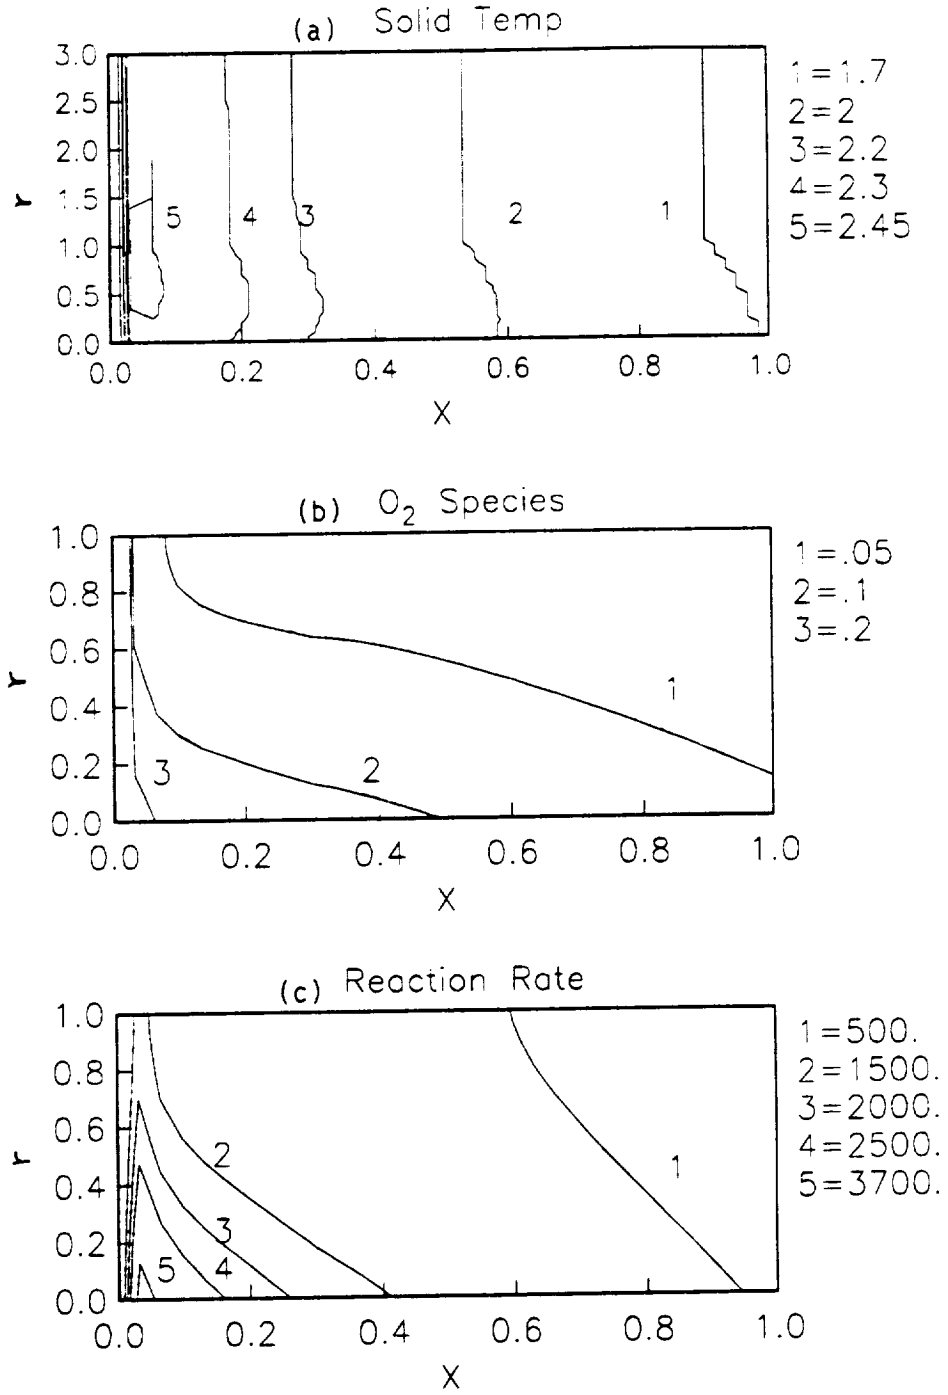 (a) Solid Temp
3.0
2.5
2.0
1.5
1.0
0.5
0.0
r
5 4 3 2 1
1=1.7
2=2
3=2.2
4=2.3
5=2.45
0.0 0.2 0.4 0.6 0.8 1.0
X
(b) O₂ Species
1.0
0.8
0.6
0.4
0.2
0.0
r
3 2 1
1=.05
2=.1
3=.2
0.0 0.2 0.4 0.6 0.8 1.0
X
(c) Reaction Rate
1.0
0.8
0.6
0.4
0.2
0.0
r
5 4 3 2 1
1=500.
2=1500.
3=2000.
4=2500.
5=3700.
0.0 0.2 0.4 0.6 0.8 1.0
X